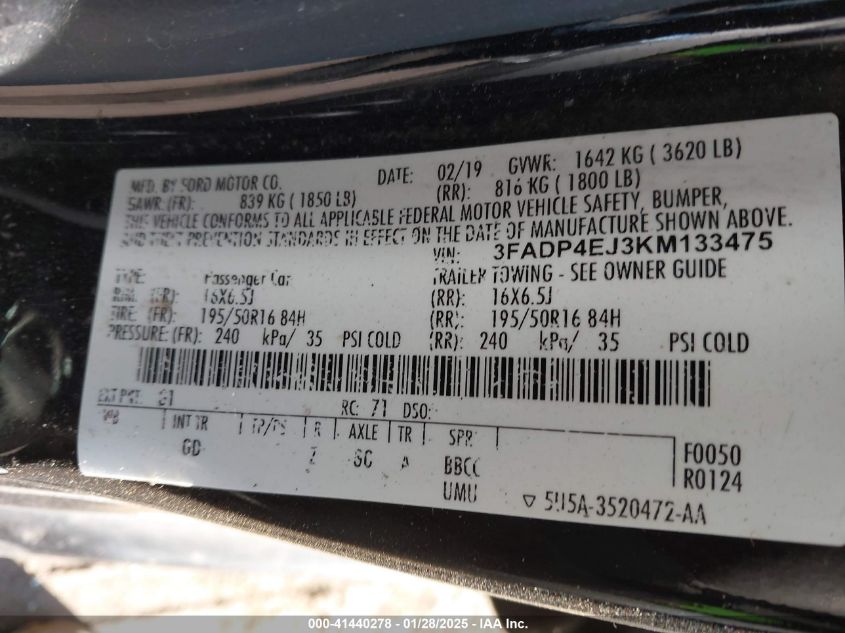 MFD. BY FORD MOTOR CO. DATE: 02/19 GVWR: 1642 KG ( 3620 LB)
GAWR: (FR): 839 KG ( 1850 LB) (RR): 816 KG ( 1800 LB)
THIS VEHICLE CONFORMS TO ALL APPLICABLE FEDERAL MOTOR VEHICLE SAFETY, BUMPER,
AND THEFT PREVENTION STANDARDS IN EFFECT ON THE DATE OF MANUFACTURE SHOWN ABOVE.
VIN: 3FADP4EJ3KM133475
TYPE: Passenger Car TRAILER TOWING - SEE OWNER GUIDE
RIM: (FR): 16X6.5J (RR): 16X6.5J
TIRE: (FR): 195/50R16 84H (RR): 195/50R16 84H
PRESSURE: (FR): 240 kPa/ 35 PSI COLD (RR): 240 kPa/ 35 PSI COLD
EXT PNT: RC: 71 DSO:
WB INT TR TP/PS R AXLE TR SPR F0050
GD A BBCC R0124
UMU
▽ 5U5A-3520472-AA
000-41440278 - 01/28/2025 - IAA Inc.